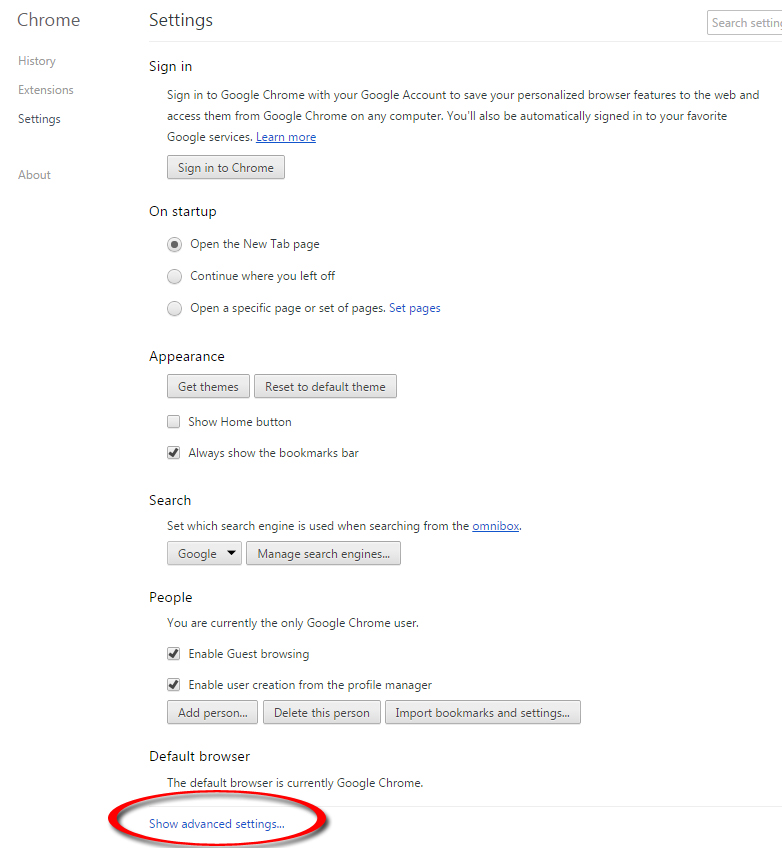 Chrome
Settings
Search setting
History
Extensions
Settings
About
Sign in
Sign in to Google Chrome with your Google Account to save your personalized browser features to the web and
access them from Google Chrome on any computer. You'll also be automatically signed in to your favorite
Google services. Learn more
Sign in to Chrome
On startup
Open the New Tab page
Continue where you left off
Open a specific page or set of pages. Set pages
Appearance
Get themes
Reset to default theme
Show Home button
Always show the bookmarks bar
Search
Set which search engine is used when searching from the omnibox.
Google
Manage search engines...
People
You are currently the only Google Chrome user.
Enable Guest browsing
Enable user creation from the profile manager
Add person...
Delete this person
Import bookmarks and settings...
Default browser
The default browser is currently Google Chrome.
Show advanced settings...